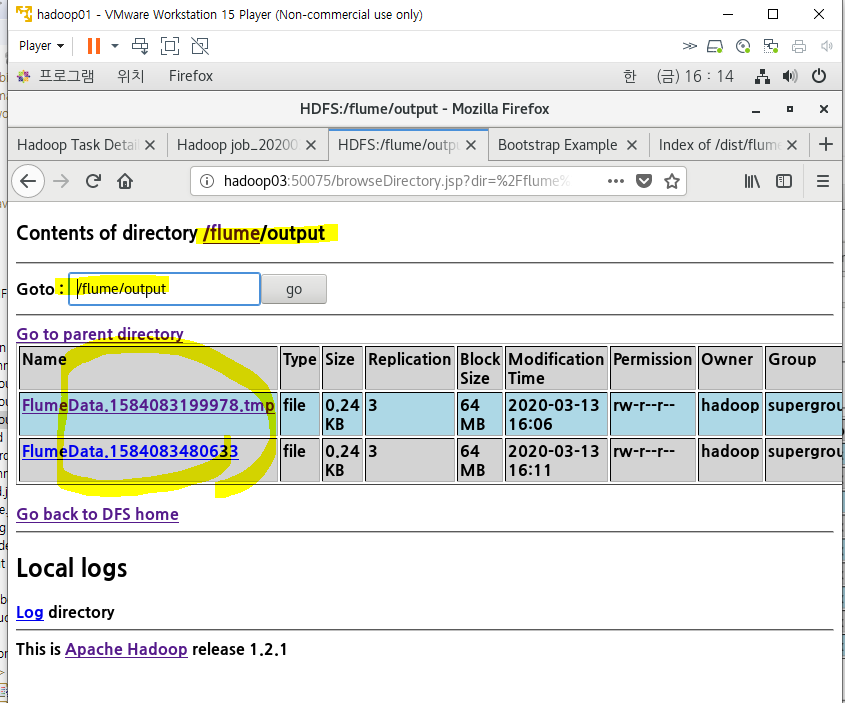 hadoop01 - VMware Workstation 15 Player (Non-commercial use only)
Player
프로그램 위치 Firefox 한 (금) 16 : 14
HDFS:/flume/output - Mozilla Firefox
Hadoop Task Detai Hadoop job_20200 HDFS:/flume/outpu Bootstrap Example Index of /dist/flume
hadoop03:50075/browseDirectory.jsp?dir=%2Fflume%
Contents of directory /flume/output
Goto : /flume/output go
Go to parent directory
Name Type Size Replication Block Size Modification Time Permission Owner Group
FlumeData.1584083199978.tmp file 0.24 KB 3 64 MB 2020-03-13 16:06 rw-r--r-- hadoop supergrou
FlumeData.1584083480633 file 0.24 KB 3 64 MB 2020-03-13 16:11 rw-r--r-- hadoop supergrou
Go back to DFS home
Local logs
Log directory
This is Apache Hadoop release 1.2.1